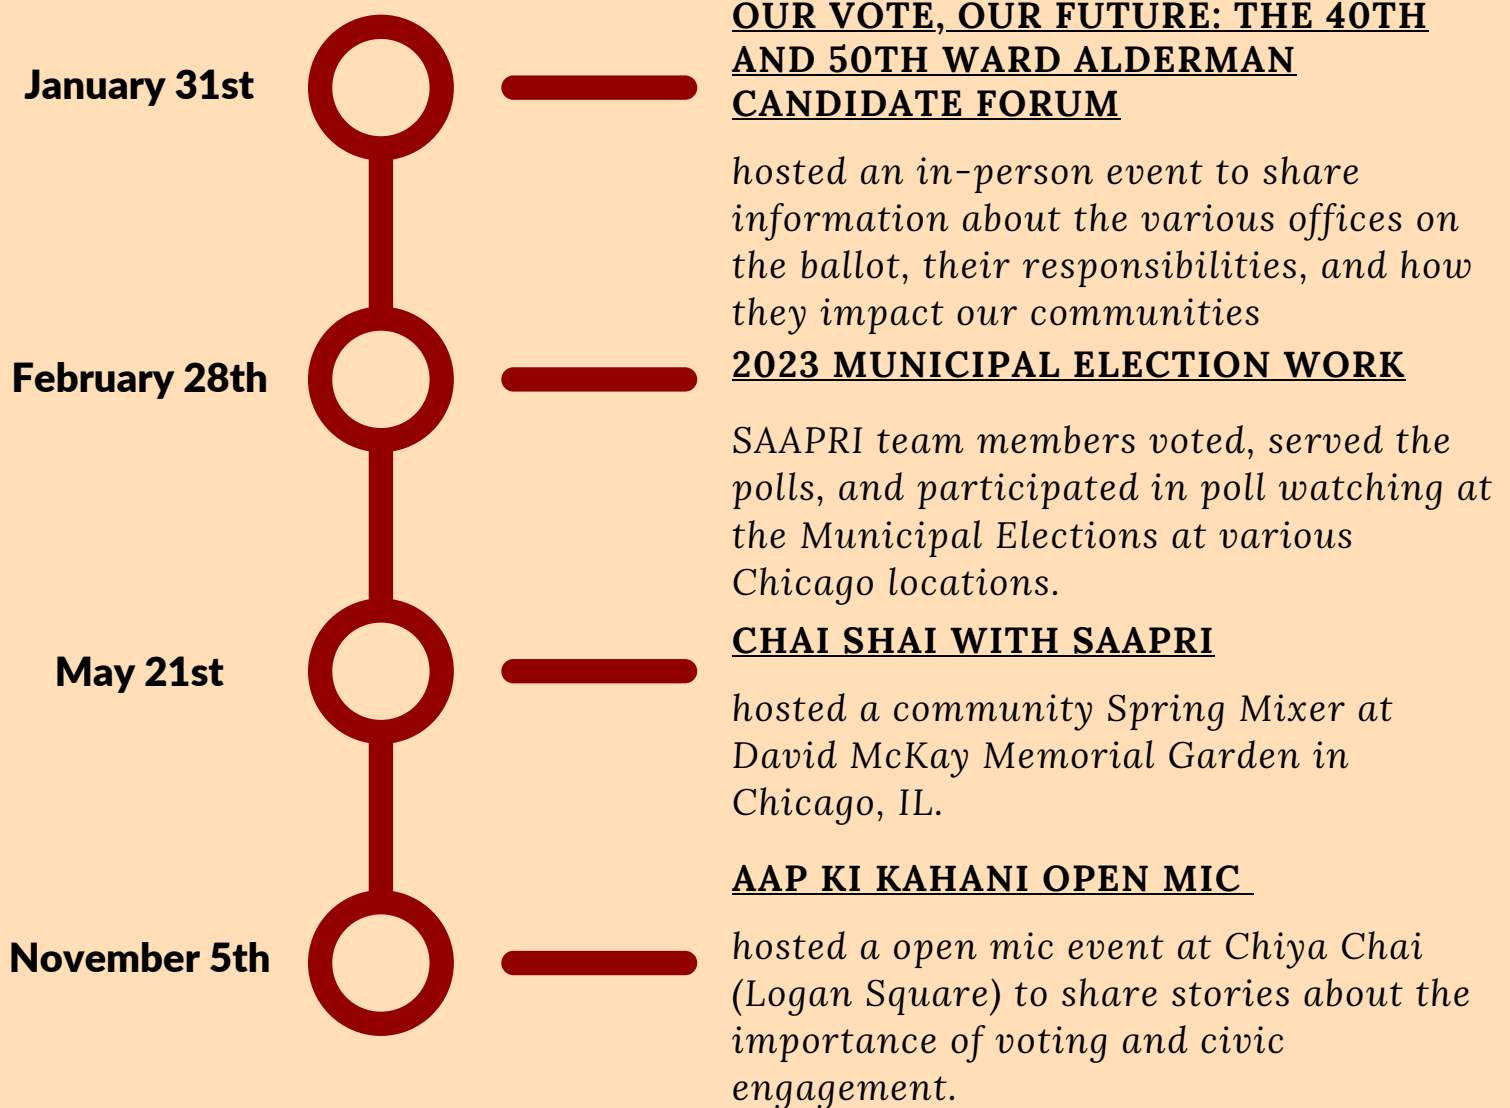 January 31st
OUR VOTE, OUR FUTURE: THE 40TH
AND 50TH WARD ALDERMAN
CANDIDATE FORUM
hosted an in-person event to share
information about the various offices on
the ballot, their responsibilities, and how
they impact our communities
February 28th
2023 MUNICIPAL ELECTION WORK
SAAPRI team members voted, served the
polls, and participated in poll watching at
the Municipal Elections at various
Chicago locations.
May 21st
CHAI SHAI WITH SAAPRI
hosted a community Spring Mixer at
David McKay Memorial Garden in
Chicago, IL.
November 5th
AAP KI KAHANI OPEN MIC
hosted a open mic event at Chiya Chai
(Logan Square) to share stories about the
importance of voting and civic
engagement.